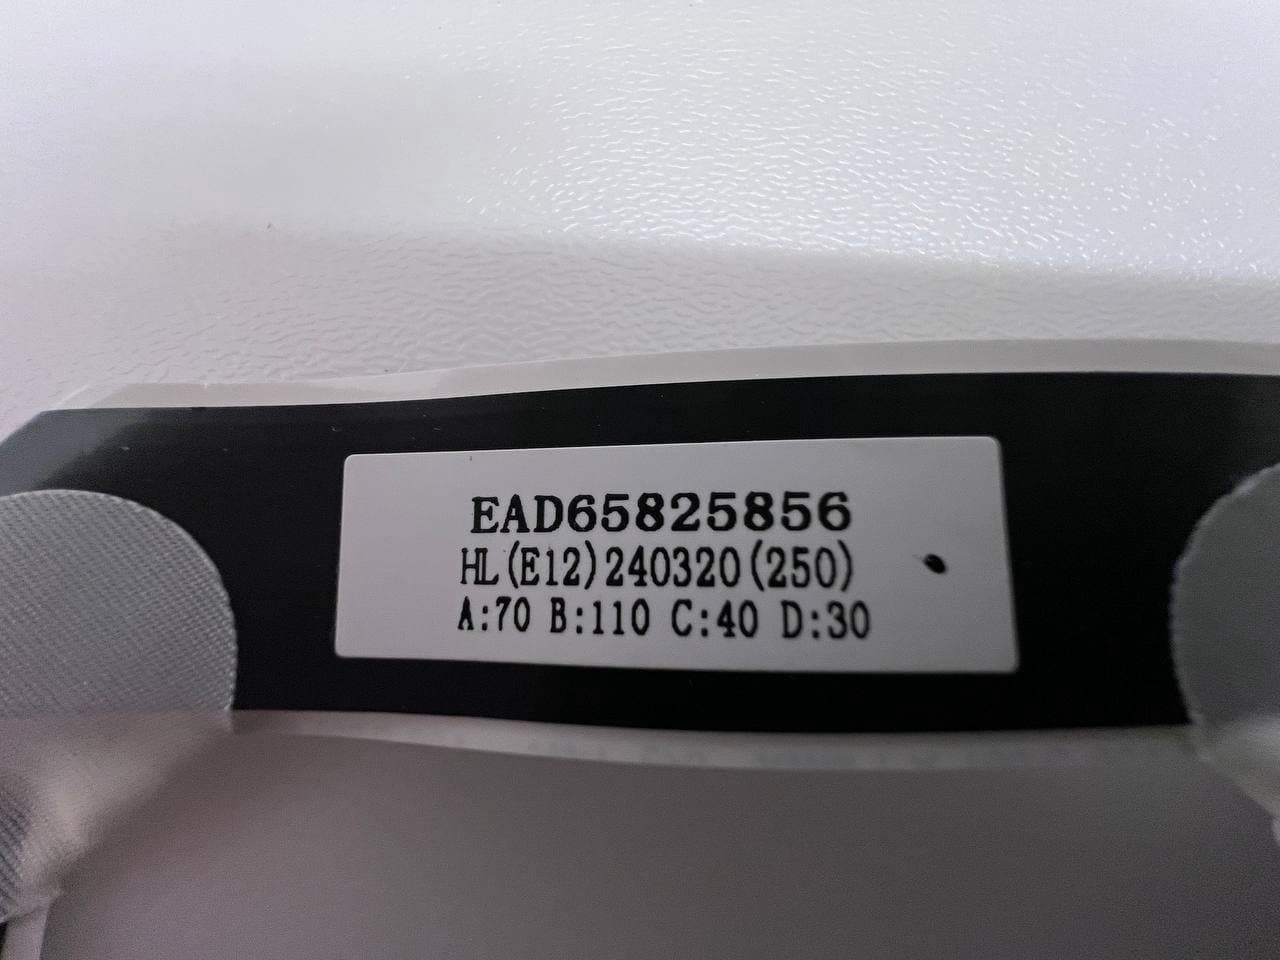 EAD65825856
HL(E12)240320(250)
A:70 B:110 C:40 D:30